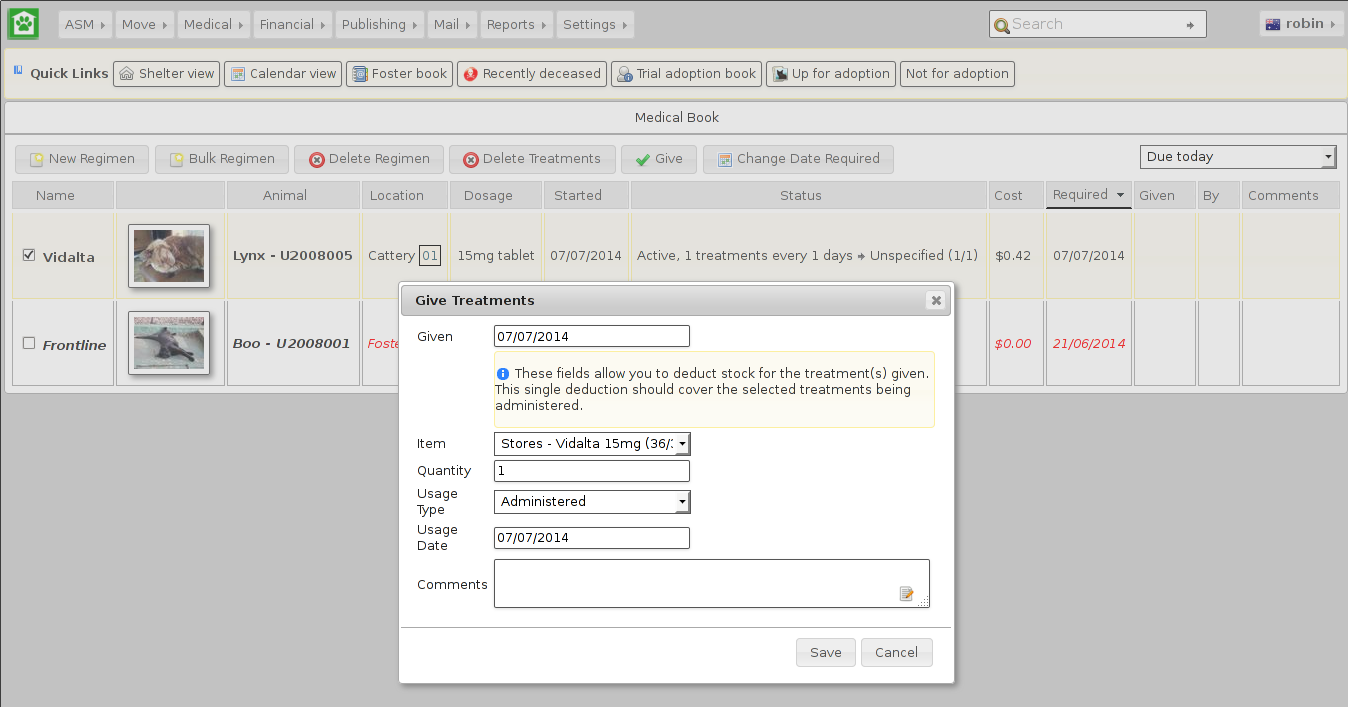 ASM Move Medical Financial Publishing Mail Reports Settings Search robin
Quick Links Shelter view Calendar view Foster book Recently deceased Trial adoption book Up for adoption Not for adoption
Medical Book
New Regimen Bulk Regimen Delete Regimen Delete Treatments Give Change Date Required Due today
Name Animal Location Dosage Started Status Cost Required Given By Comments
Vidalta Lynx - U2008005 Cattery 01 15mg tablet 07/07/2014 Active, 1 treatments every 1 days → Unspecified (1/1) $0.42 07/07/2014
Frontline Boo - U2008001 Foste $0.00 21/06/2014
Give Treatments
Given 07/07/2014
These fields allow you to deduct stock for the treatment(s) given.
This single deduction should cover the selected treatments being
administered.
Item Stores - Vidalta 15mg (36/
Quantity 1
Usage
Type Administered
Usage
Date 07/07/2014
Comments
Save Cancel